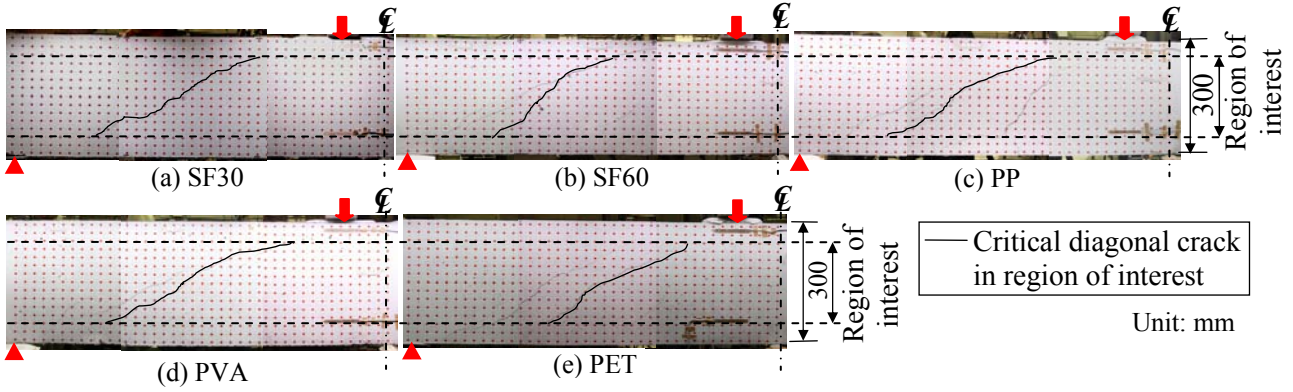 ℄
℄
℄
300
Region of
interest
(a) SF30
(b) SF60
(c) PP
℄
℄
300
Region of
interest
Critical diagonal crack
in region of interest
Unit: mm
(d) PVA
(e) PET